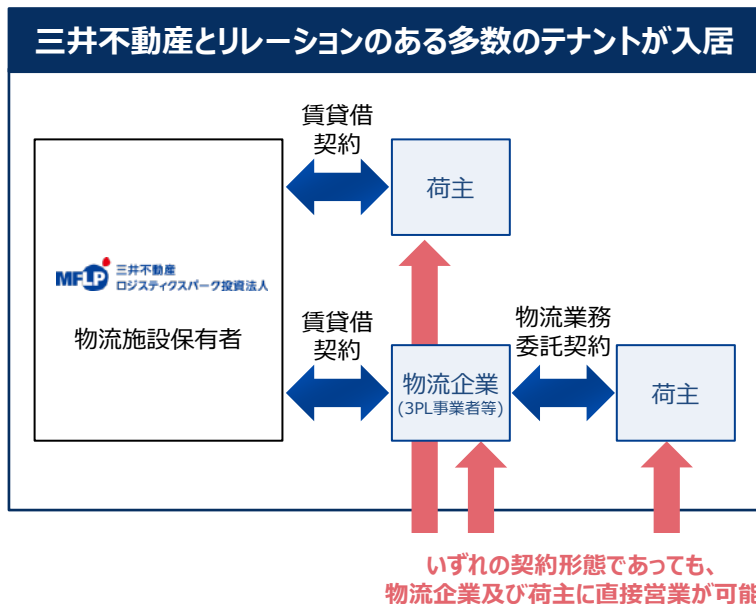 三井不動産とリレーションのある多数のテナントが入居
賃貸借
契約
荷主
MFLP 三井不動産
ロジスティクスパーク投資法人
物流施設保有者
賃貸借
契約
物流企業
(3PL事業者等)
物流業務
委託契約
荷主
いずれの契約形態であっても、
物流企業及び荷主に直接営業が可能